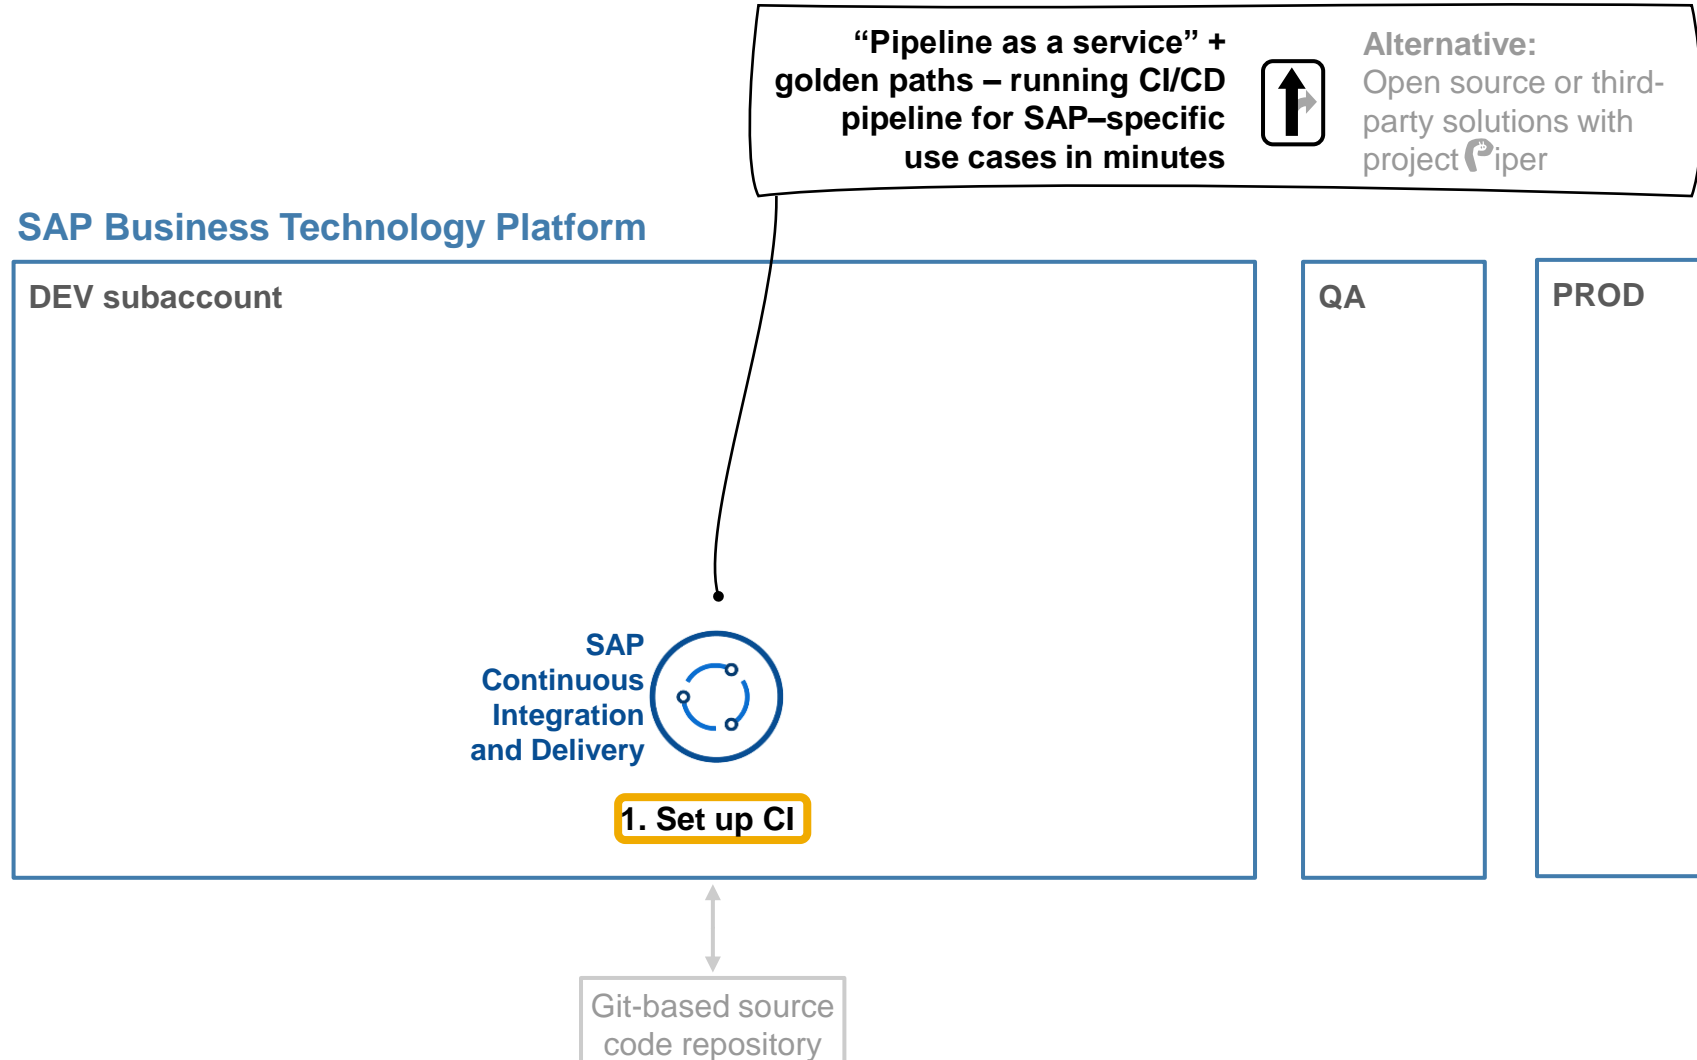 “Pipeline as a service” +
golden paths – running CI/CD
pipeline for SAP–specific
use cases in minutes
Alternative:
Open source or third-
party solutions with
project Piper
SAP Business Technology Platform
DEV subaccount
QA
PROD
SAP
Continuous
Integration
and Delivery
1. Set up CI
Git-based source
code repository